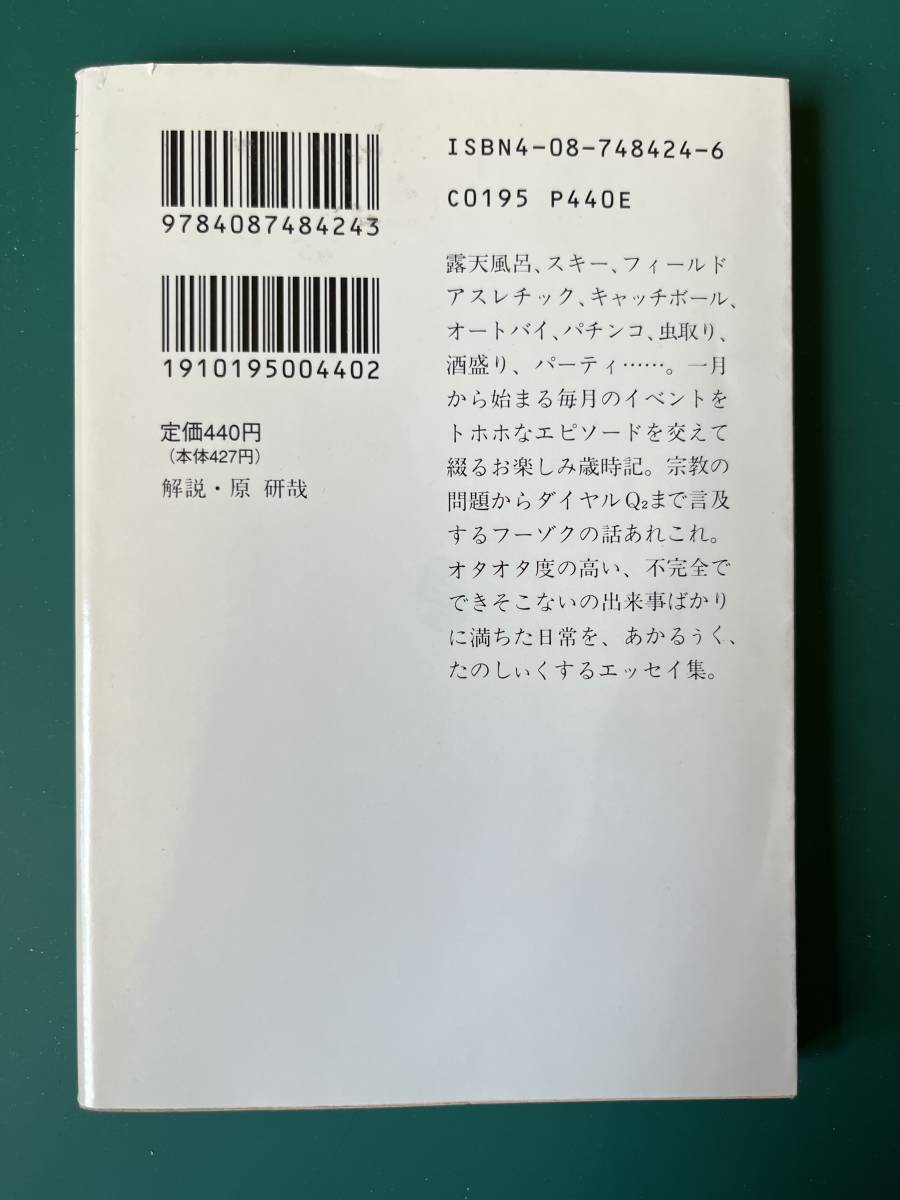 9784087484243
1910195004402
定価440円
(本体427円)
解説・原 研哉
ISBN4-08-748424-6
C0195 P440E
露天風呂、スキー、フィールド
アスレチック、キャッチボール、
オートバイ、パチンコ、虫取り、
酒盛り、パーティ……。一月
から始まる毎月のイベントを
トホホなエピソードを交えて
綴るお楽しみ歳時記。宗教の
問題からダイヤルQ₂まで言及
するフーゾクの話あれこれ。
オタオタ度の高い、不完全で
できそこないの出来事ばかり
に満ちた日常を、あかるぅく、
たのしぃくするエッセイ集。